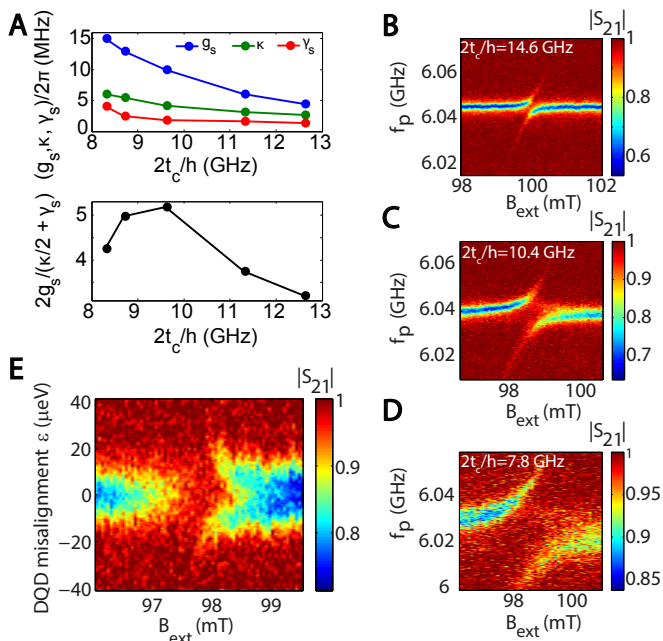 A
(g_s,κ, γ_s)/2π (MHz)
15
10
5
0
g_s κ γ_s
8 9 10 11 12 13
2t_c/h (GHz)
2g_s/(κ/2 + γ_s)
5
4
8 9 10 11 12 13
2t_c/h (GHz)
B
|S_21|
2t_c/h=14.6 GHz
f_p (GHz)
6.06
6.04
6.02
98 100 102
B_ext (mT)
1
0.9
0.8
0.7
0.6
C
|S_21|
2t_c/h=10.4 GHz
f_p (GHz)
6.06
6.04
6.02
98 100
B_ext (mT)
1
0.9
0.8
0.7
D
|S_21|
2t_c/h=7.8 GHz
f_p (GHz)
6.04
6.02
6
98 100
B_ext (mT)
1
0.95
0.9
0.85
E
|S_21|
DQD misalignment ε (μeV)
40
20
0
−20
−40
97 98 99
B_ext (mT)
1
0.9
0.8